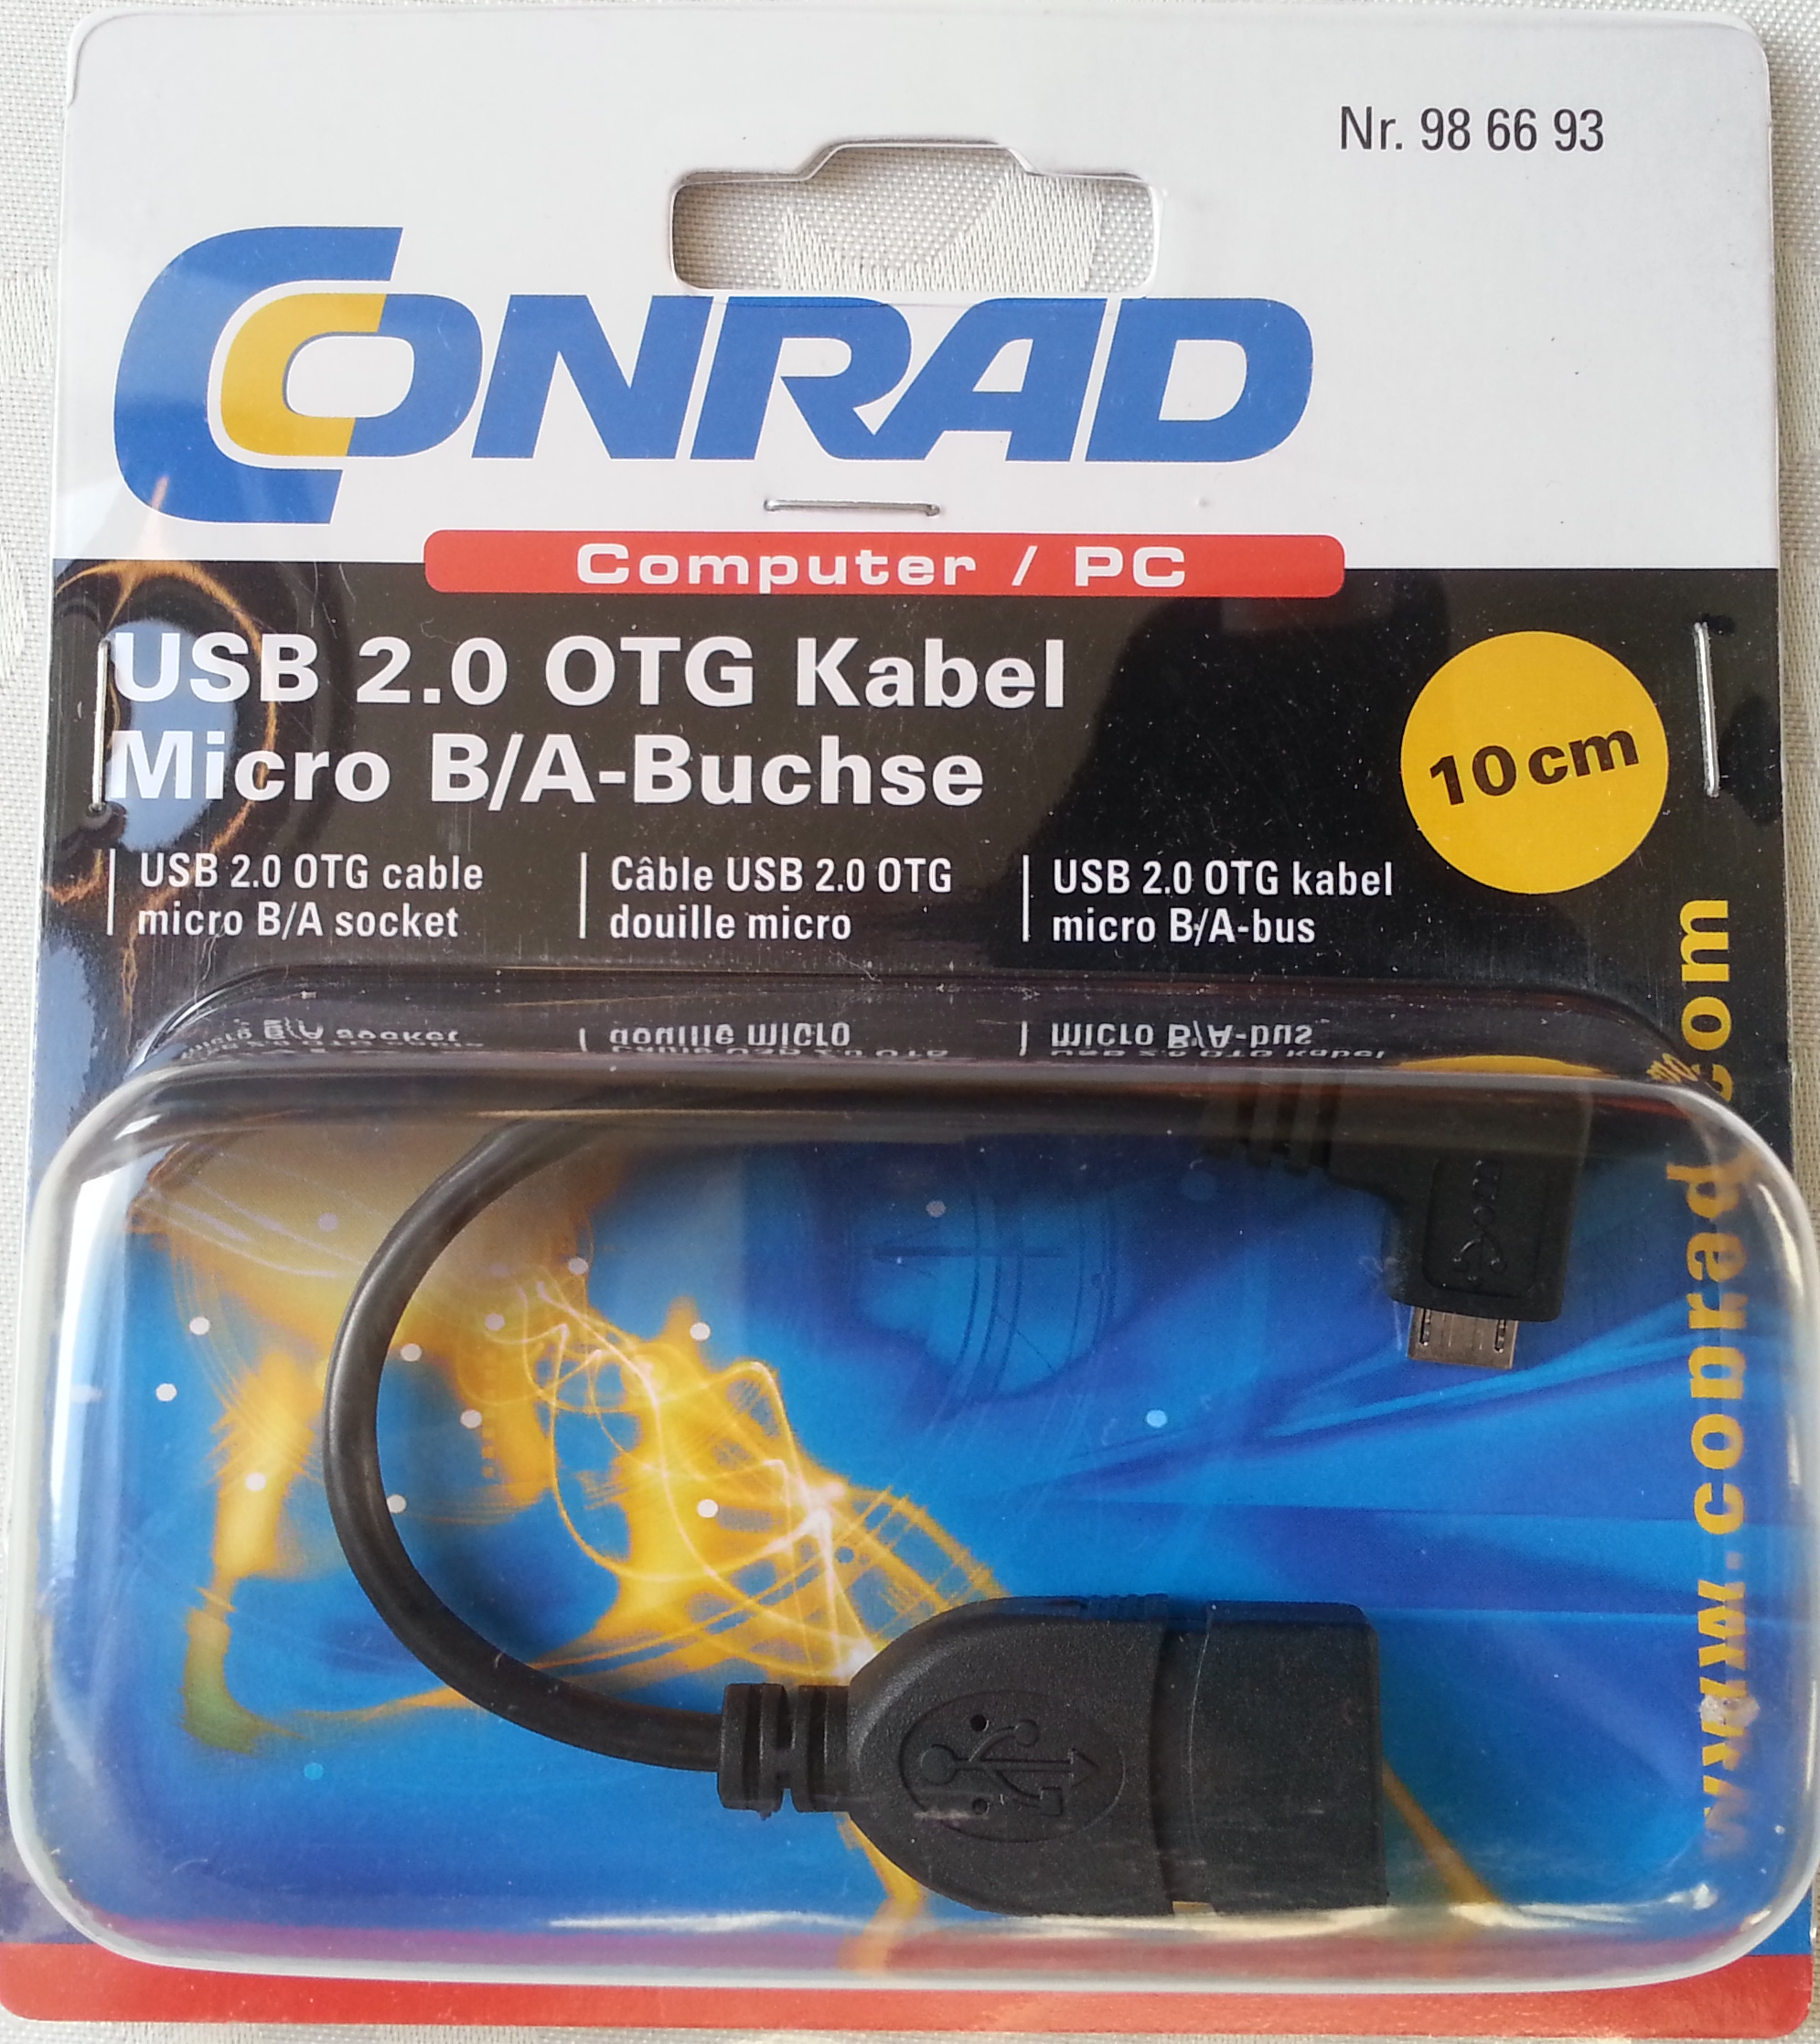 Nr. 98 66 93
CONRAD
Computer / PC
USB 2.0 OTG Kabel
Micro B/A-Buchse
10 cm
USB 2.0 OTG cable
micro B/A socket
Câble USB 2.0 OTG
douille micro
USB 2.0 OTG kabel
micro B/A-bus
www.conrad.com